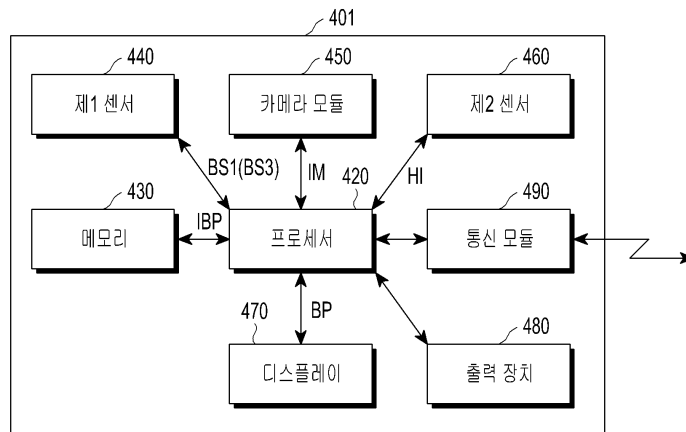 401
440
450
460
제1 센서
카메라 모듈
제2 센서
BS1(BS3)
IM
HI
430
420
490
IBP
메모리
프로세서
통신 모듈
470
BP
480
디스플레이
출력 장치